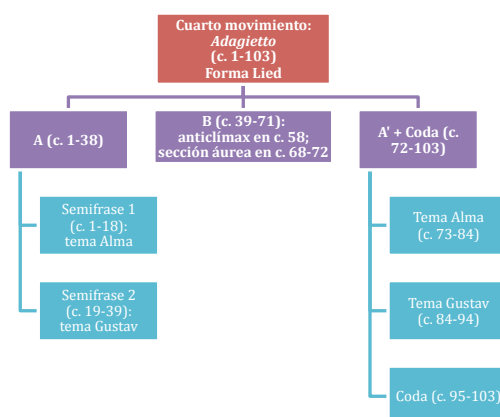 Cuarto movimiento:
Adagietto
(c. 1-103)
Forma Lied
A (c. 1-38)
B (c. 39-71):
anticlímax en c. 58;
sección áurea en c. 68-72
A' + Coda (c.
72-103)
Semifrase 1
(c. 1-18):
tema Alma
Semifrase 2
(c. 19-39):
tema Gustav
Tema Alma
(c. 73-84)
Tema Gustav
(c. 84-94)
Coda (c. 95-103)